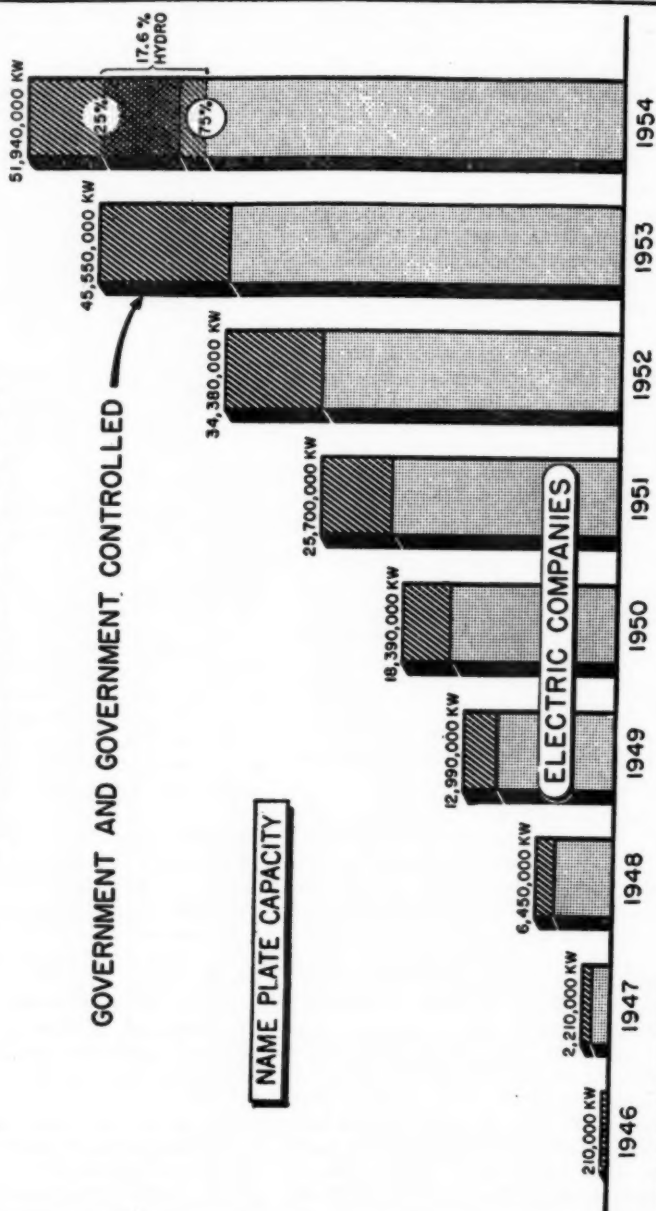 51,940,000 KW
17.6 %
HYDRO
25%
75%
45,550,000 KW
GOVERNMENT AND GOVERNMENT CONTROLLED
34,380,000 KW
25,700,000 KW
18,390,000 KW
12,990,000 KW
NAME PLATE CAPACITY
6,450,000 KW
2,210,000 KW
210,000 KW
ELECTRIC COMPANIES
1946 1947 1948 1949 1950 1951 1952 1953 1954